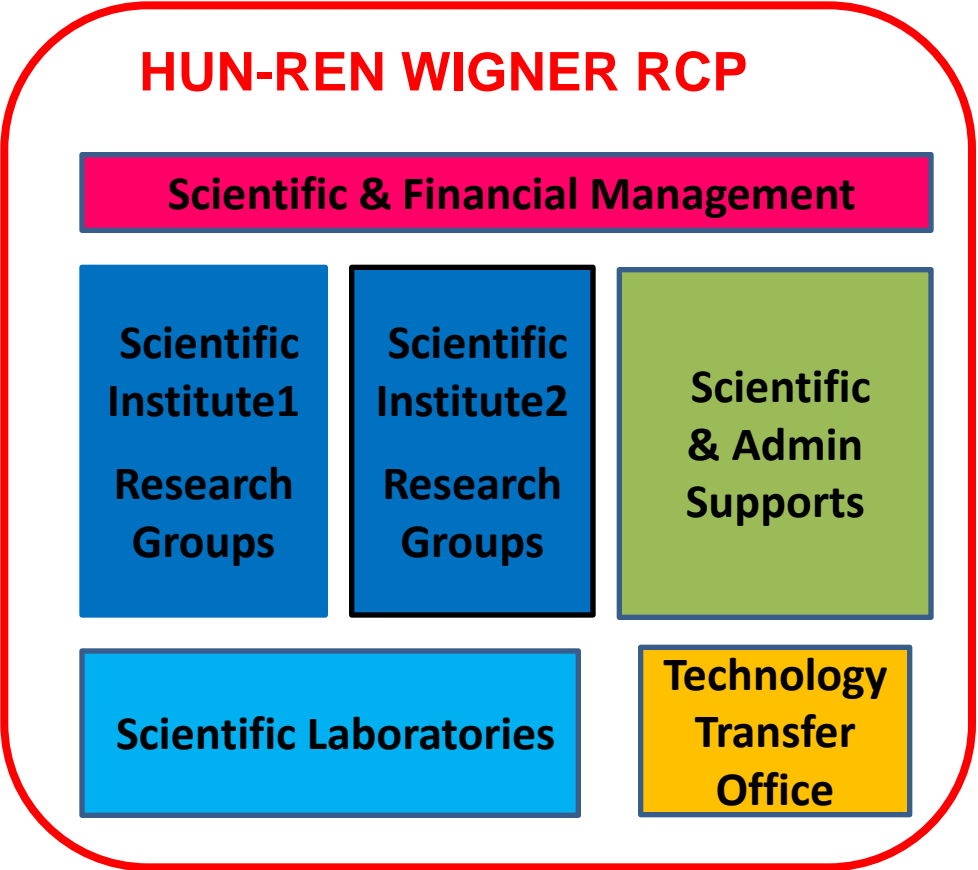 HUN-REN WIGNER RCP
Scientific & Financial Management
Scientific
Institute1
Research
Groups
Scientific
Institute2
Research
Groups
Scientific
& Admin
Supports
Scientific Laboratories
Technology
Transfer
Office